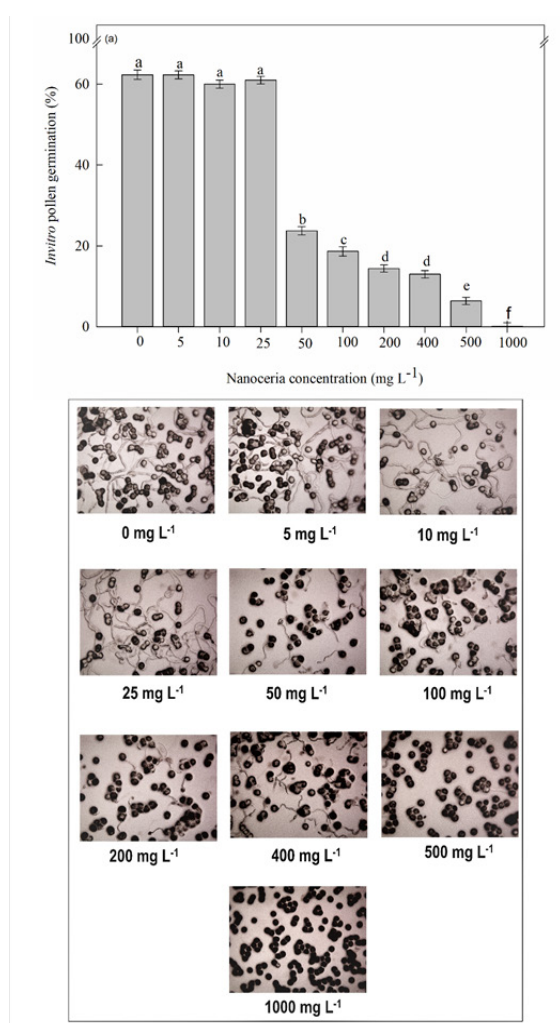 100 (a)
a a a a
60
40
b
20
c
d d
e
f
0
Invitro pollen germination (%)
0 5 10 25 50 100 200 400 500 1000
Nanoceria concentration (mg L-1)
0 mg L-1 5 mg L-1 10 mg L-1
25 mg L-1 50 mg L-1 100 mg L-1
200 mg L-1 400 mg L-1 500 mg L-1
1000 mg L-1